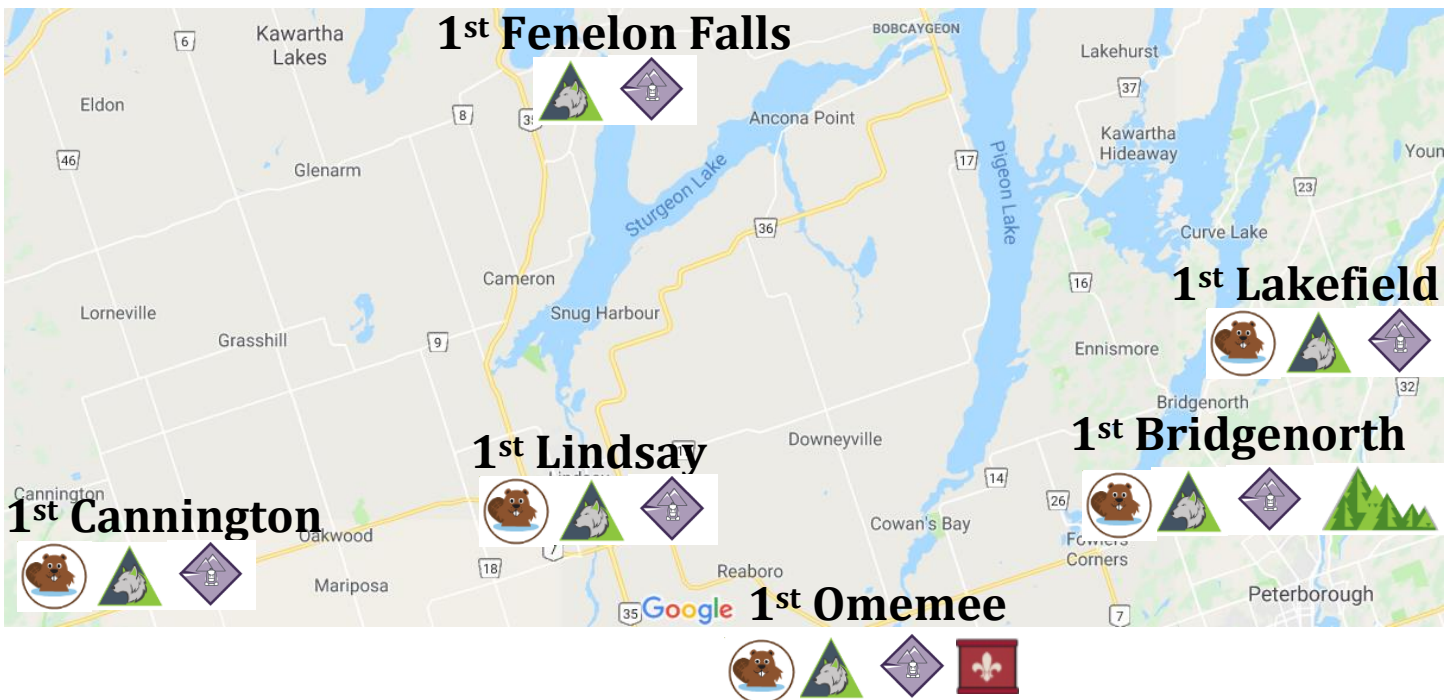 1st Fenelon Falls
BOBCAYGEON
6
Kawartha
Lakes
Lakehurst
37
Eldon
8
35
Ancona Point
Kawartha
Hideaway
46
Glenarm
17
Pigeon Lake
23
Sturgeon Lake
36
Curve Lake
Cameron
16
1st Lakefield
Lorneville
Snug Harbour
Grasshill
9
Ennismore
32
Bridgenorth
1st Bridgenorth
Downeyville
1st Lindsay
Lindsay
14
Cannington
26
1st Cannington
Oakwood
Cowan's Bay
Fowlers
Corners
7
18
Mariposa
Reaboro
Peterborough
35
Google
1st Omemee
7